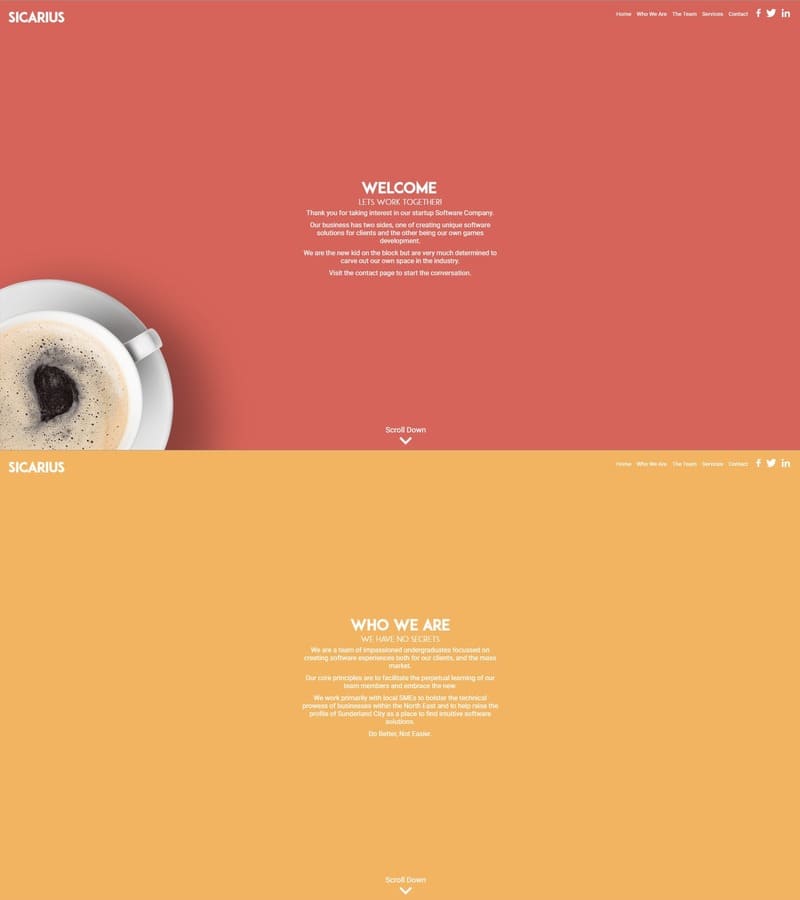 SICARIUS
Home Who We Are The Team Services Contact
WELCOME
LETS WORK TOGETHER!
Thank you for taking interest in our startup Software Company.
Our business has two sides, one of creating unique software
solutions for clients and the other being our own games
development.
We are the new kid on the block but are very much determined to
carve out our own space in the industry.
Visit the contact page to start the conversation.
Scroll Down
SICARIUS
Home Who We Are The Team Services Contact
WHO WE ARE
WE HAVE NO SECRETS
We are a team of impassioned undergraduates focussed on
creating software experiences both for our clients, and the mass
market.
Our core principles are to facilitate the perpetual learning of our
team members and embrace the new.
We work primarily with local SMEs to bolster the technical
prowess of businesses within the North East and to help raise the
profile of Sunderland City as a place to find intuitive software
solutions.
Do Better, Not Easier.
Scroll Down